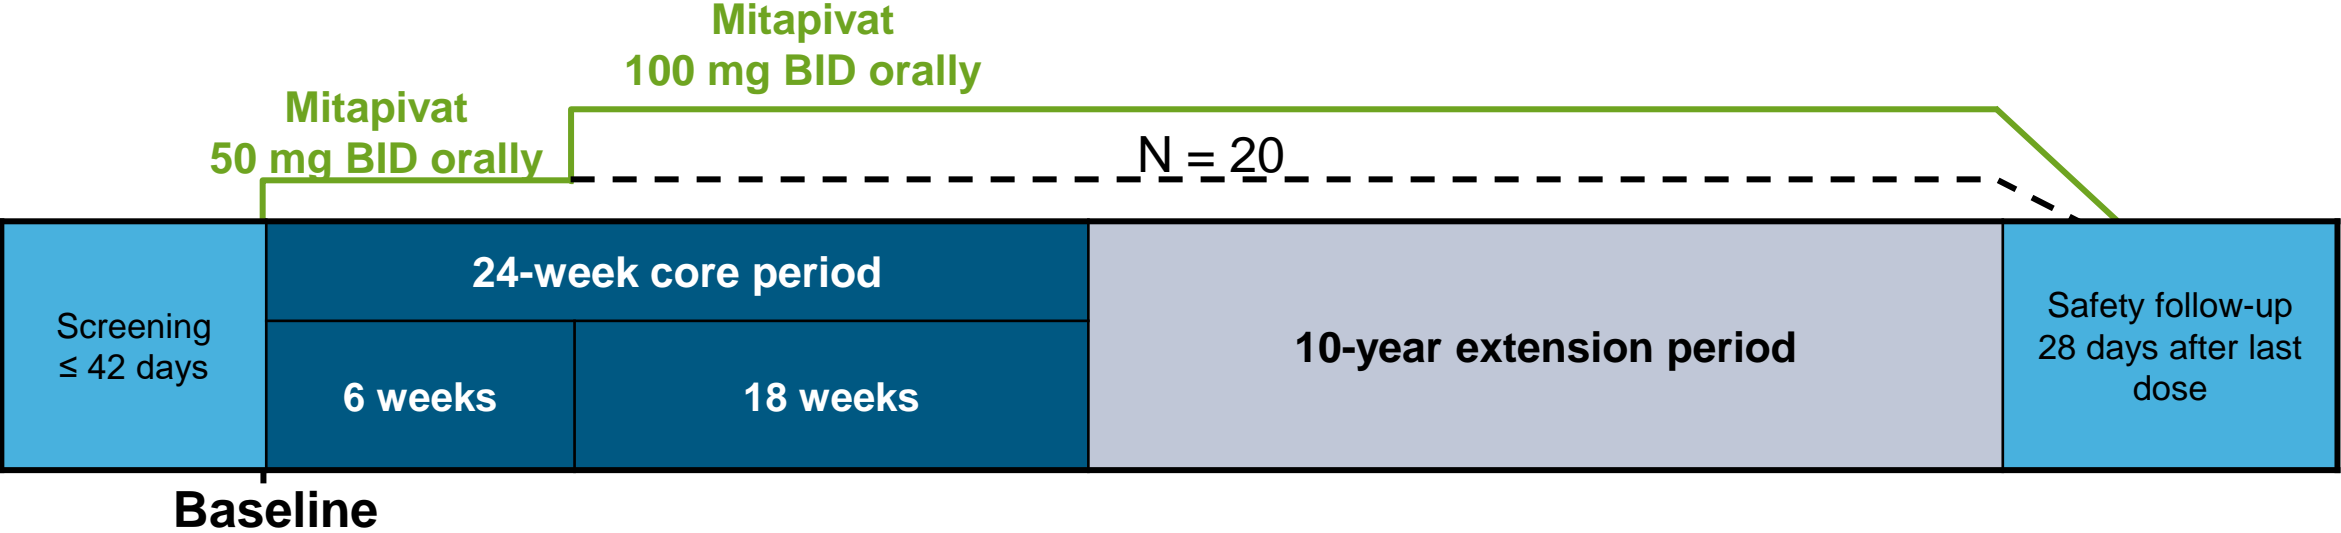 Mitapivat
100 mg BID orally
Mitapivat
50 mg BID orally
N = 20
Screening
≤ 42 days
24-week core period
6 weeks
18 weeks
10-year extension period
Safety follow-up
28 days after last
dose
Baseline